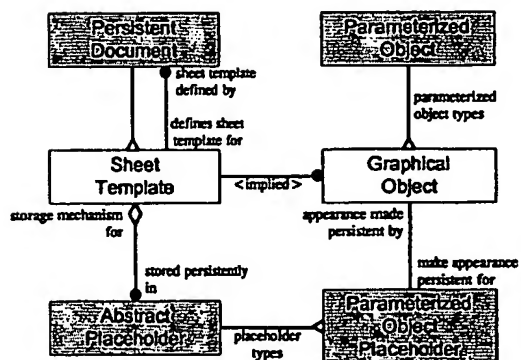 Persistent
Document
Parameterized
Object
sheet template
defined by
parameterized
object types
defines sheet
template for
Sheet
Template
<implied>
Graphical
Object
storage mechanism
for
appearance made
persistent by
stored persistently
in
make appearance
persistent for
Abstract
Placeholder
placeholder
types
Parameterized
Object
Placeholder